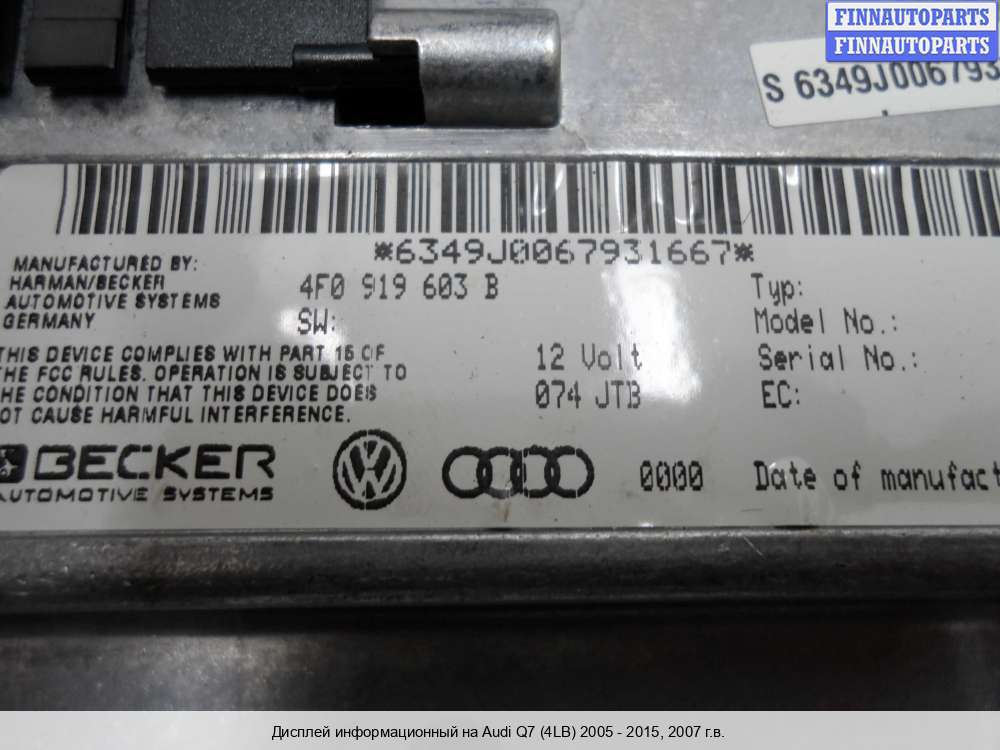 FINNAUTOPARTS
FINNAUTOPARTS
S 6349J006793
*6349J0067931667*
MANUFACTURED BY:
HARMAN/BECKER
AUTOMOTIVE SYSTEMS
GERMANY
4F0 919 603 B
SW:
Typ:
Model No.:
THIS DEVICE COMPLIES WITH PART 15 OF
THE FCC RULES. OPERATION IS SUBJECT TO
THE CONDITION THAT THIS DEVICE DOES
NOT CAUSE HARMFUL INTERFERENCE.
12 Volt
074 JTB
Serial No.:
EC:
BECKER
AUTOMOTIVE SYSTEMS
0000
Date of manufact
Дисплей информационный на Audi Q7 (4LB) 2005 - 2015, 2007 г.в.